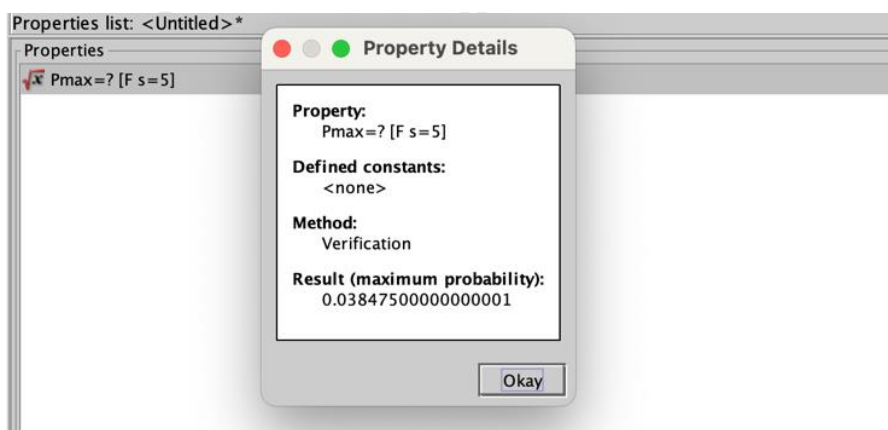 Properties list: <Untitled>*
Properties
Property Details
√x Pmax=? [F s=5]
Property:
Pmax=? [F s=5]
Defined constants:
<none>
Method:
Verification
Result (maximum probability):
0.03847500000000001
Okay